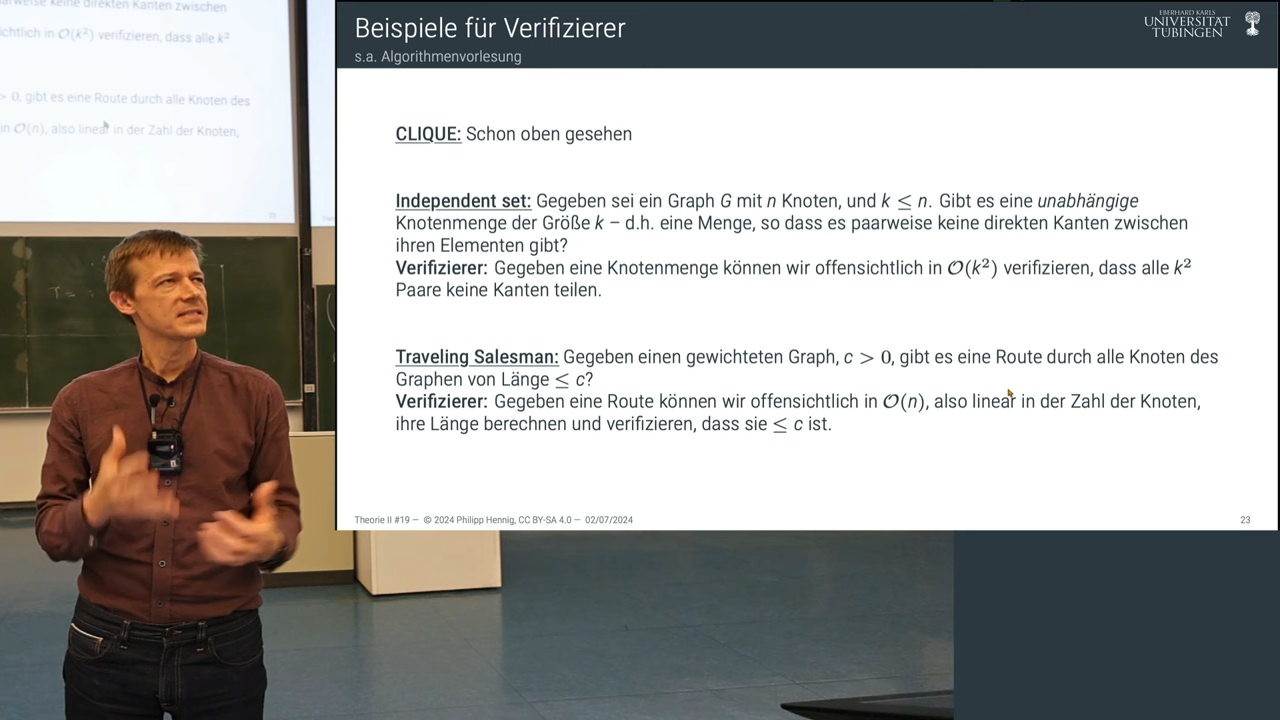 arweise keine direkten Kanten zwischen
ichtlich in O(k²) verifizieren, dass alle k²
> 0, gibt es eine Route durch alle Knoten des
in O(n), also linear in der Zahl der Knoten,
Beispiele für Verifizierer
s.a. Algorithmenvorlesung
EBERHARD KARLS
UNIVERSITÄT
TÜBINGEN
CLIQUE: Schon oben gesehen
Independent set: Gegeben sei ein Graph G mit n Knoten, und k ≤ n. Gibt es eine unabhängige
Knotenmenge der Größe k – d.h. eine Menge, so dass es paarweise keine direkten Kanten zwischen
ihren Elementen gibt?
Verifizierer: Gegeben eine Knotenmenge können wir offensichtlich in O(k²) verifizieren, dass alle k²
Paare keine Kanten teilen.
Traveling Salesman: Gegeben einen gewichteten Graph, c > 0, gibt es eine Route durch alle Knoten des
Graphen von Länge ≤ c?
Verifizierer: Gegeben eine Route können wir offensichtlich in O(n), also linear in der Zahl der Knoten,
ihre Länge berechnen und verifizieren, dass sie ≤ c ist.
Theorie II #19 — © 2024 Philipp Hennig, CC BY-SA 4.0 — 02/07/2024
23